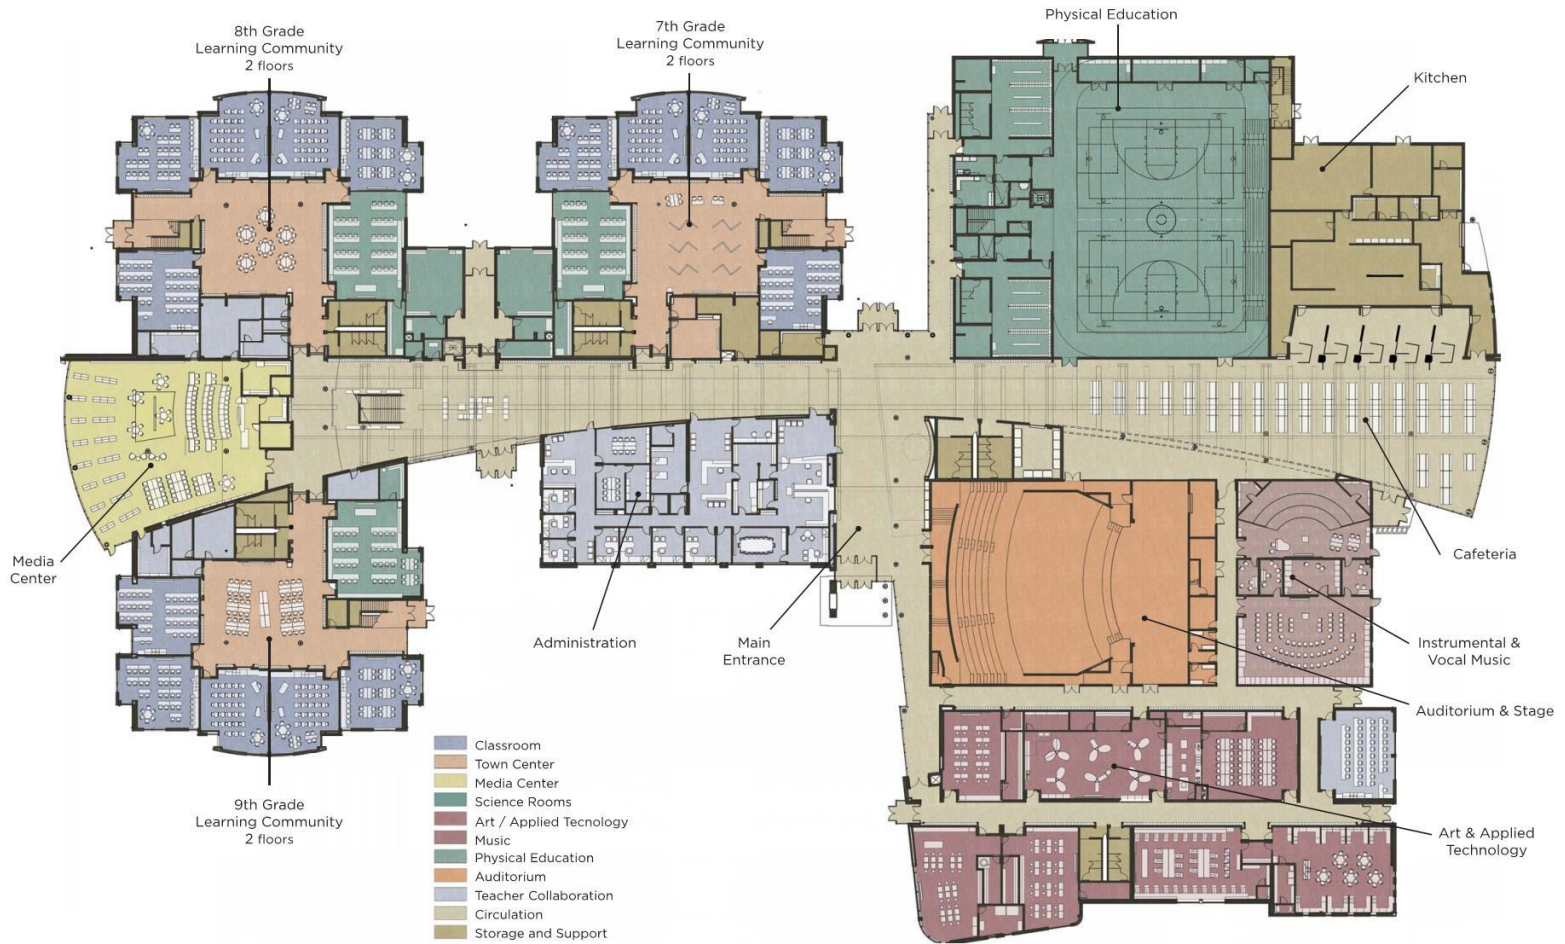 Physical Education
8th Grade
Learning Community
2 floors
7th Grade
Learning Community
2 floors
Kitchen
Media
Center
Administration
Main
Entrance
Cafeteria
Instrumental &
Vocal Music
Auditorium & Stage
Art & Applied
Technology
9th Grade
Learning Community
2 floors
Classroom
Town Center
Media Center
Science Rooms
Art / Applied Tecnology
Music
Physical Education
Auditorium
Teacher Collaboration
Circulation
Storage and Support